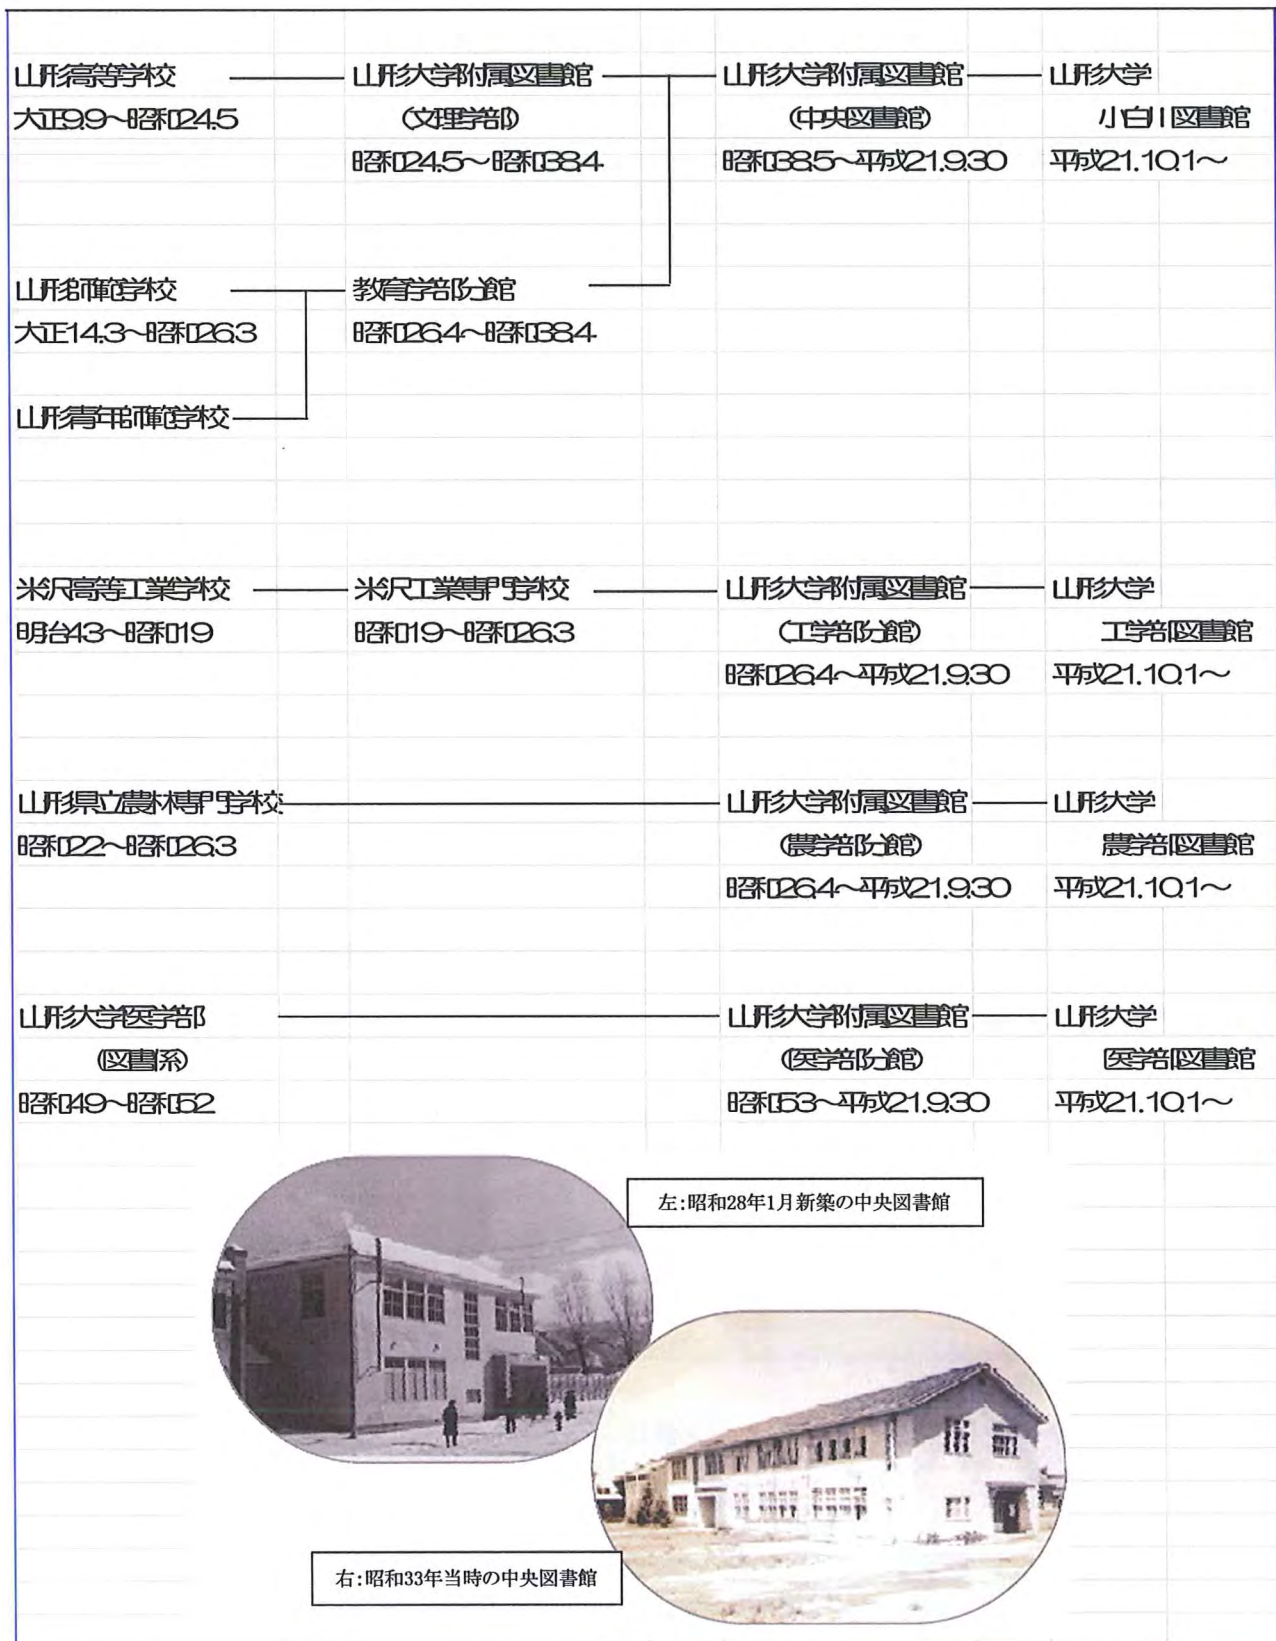 山形高等学校 山形大学附属図書館 山形大学附属図書館 山形大学
大正9.9～昭和24.5 (文理学部) (中央図書館) 小白川図書館
昭和24.5～昭和38.4 昭和38.5～平成21.9.30 平成21.10.1～
山形師範学校 教育学部分館
大正14.3～昭和26.3 昭和26.4～昭和38.4
山形青年師範学校
米沢高等工業学校 米沢工業専門学校 山形大学附属図書館 山形大学
明治43～昭和19 昭和19～昭和26.3 (工学部分館) 工学部図書館
昭和26.4～平成21.9.30 平成21.10.1～
山形県立農林専門学校 山形大学附属図書館 山形大学
昭和22～昭和26.3 (農学部分館) 農学部図書館
昭和26.4～平成21.9.30 平成21.10.1～
山形大学医学部 山形大学附属図書館 山形大学
(図書係) (医学部分館) 医学部図書館
昭和49～昭和52 昭和53～平成21.9.30 平成21.10.1～
左:昭和28年1月新築の中央図書館
右:昭和33年当時の中央図書館